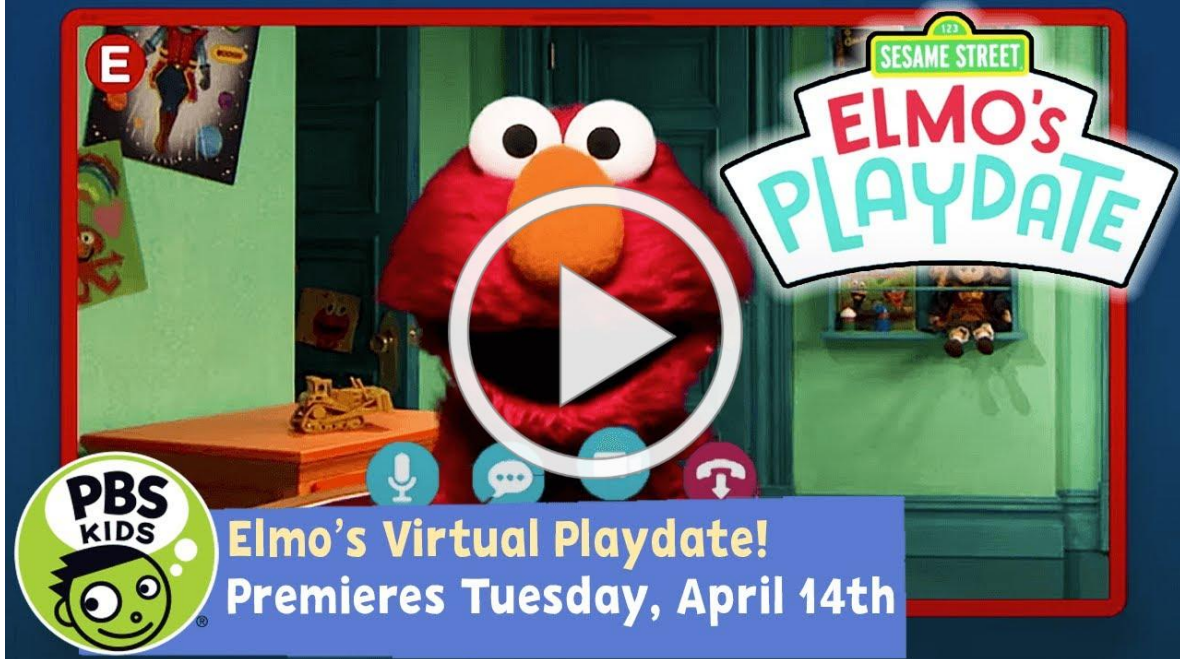 E
123
SESAME STREET
ELMO'S
PLAYDATE
PBS
KIDS
®
Elmo's Virtual Playdate!
Premieres Tuesday, April 14th